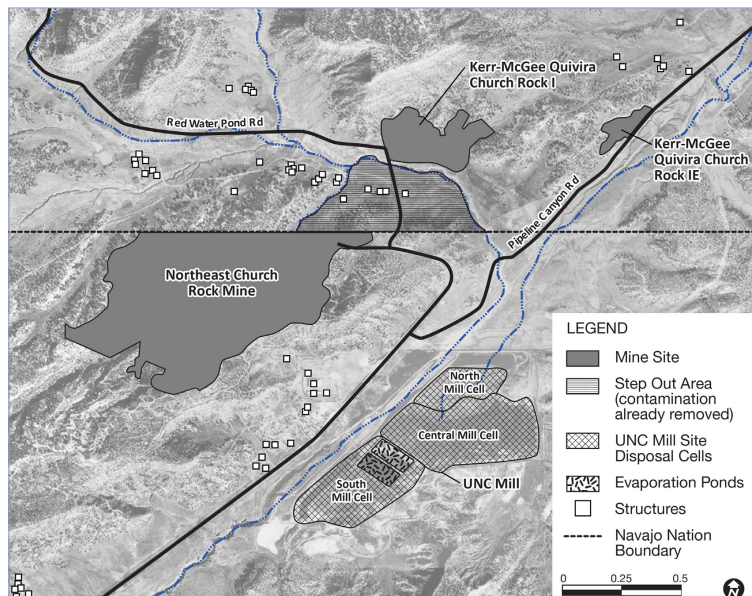 Kerr-McGee Quivira
Church Rock I
Red Water Pond Rd
Kerr-McGee
Quivira Church
Rock IE
Pipeline Canyon Rd
Northeast Church
Rock Mine
North
Mill Cell
Central Mill Cell
South
Mill Cell
UNC Mill
LEGEND
Mine Site
Step Out Area
(contamination
already removed)
UNC Mill Site
Disposal Cells
Evaporation Ponds
Structures
Navajo Nation
Boundary
0 0.25 0.5
N